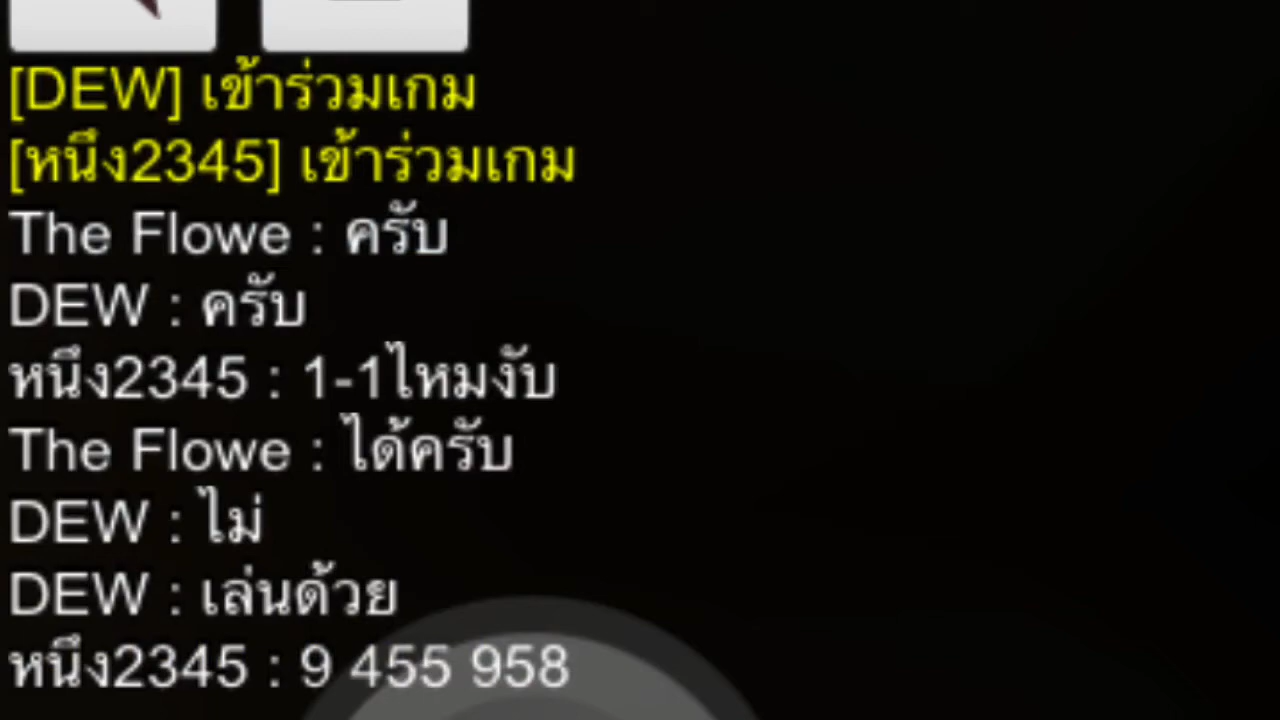 [DEW] เข้าร่วมเกม
[หนึ่ง2345] เข้าร่วมเกม
The Flowe : ครับ
DEW : ครับ
หนึ่ง2345 : 1-1ไหมงับ
The Flowe : ได้ครับ
DEW : ไม่
DEW : เล่นด้วย
หนึ่ง2345 : 9 455 958